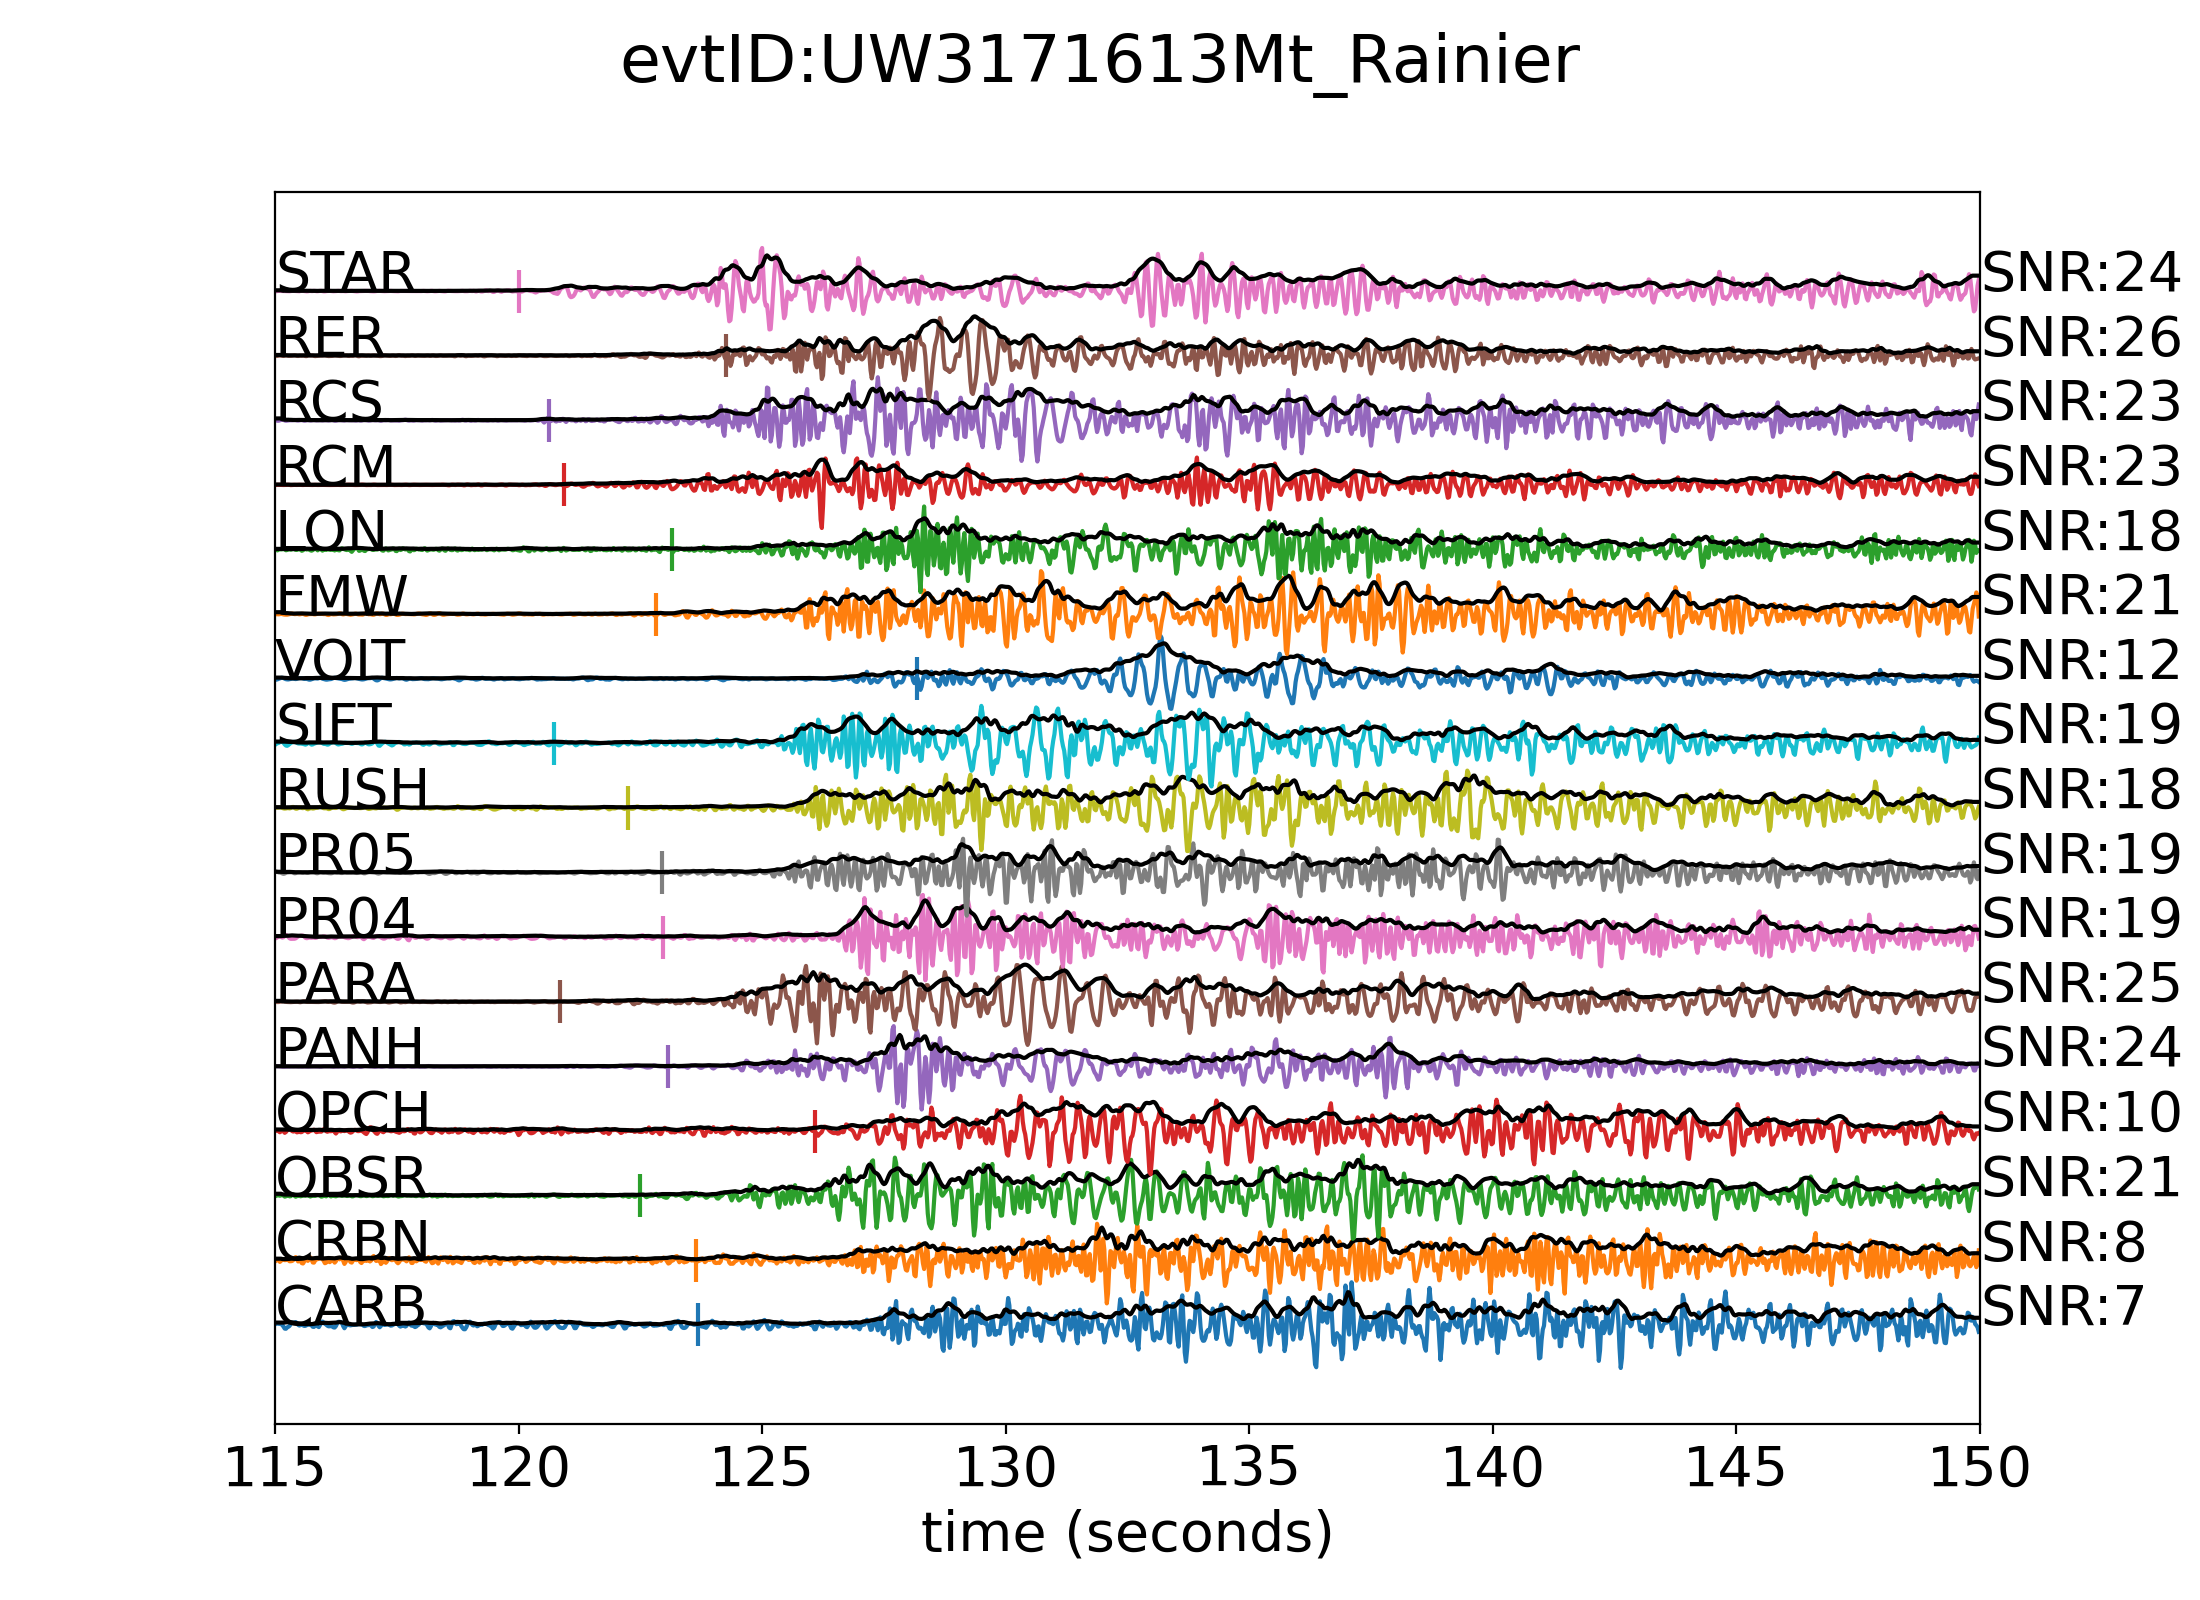 evtID:UW3171613Mt_Rainier
STAR SNR:24
RER SNR:26
RCS SNR:23
RCM SNR:23
LON SNR:18
FMW SNR:21
VOIT SNR:12
SIFT SNR:19
RUSH SNR:18
PR05 SNR:19
PR04 SNR:19
PARA SNR:25
PANH SNR:24
OPCH SNR:10
OBSR SNR:21
CRBN SNR:8
CARB SNR:7
115 120 125 130 135 140 145 150
time (seconds)